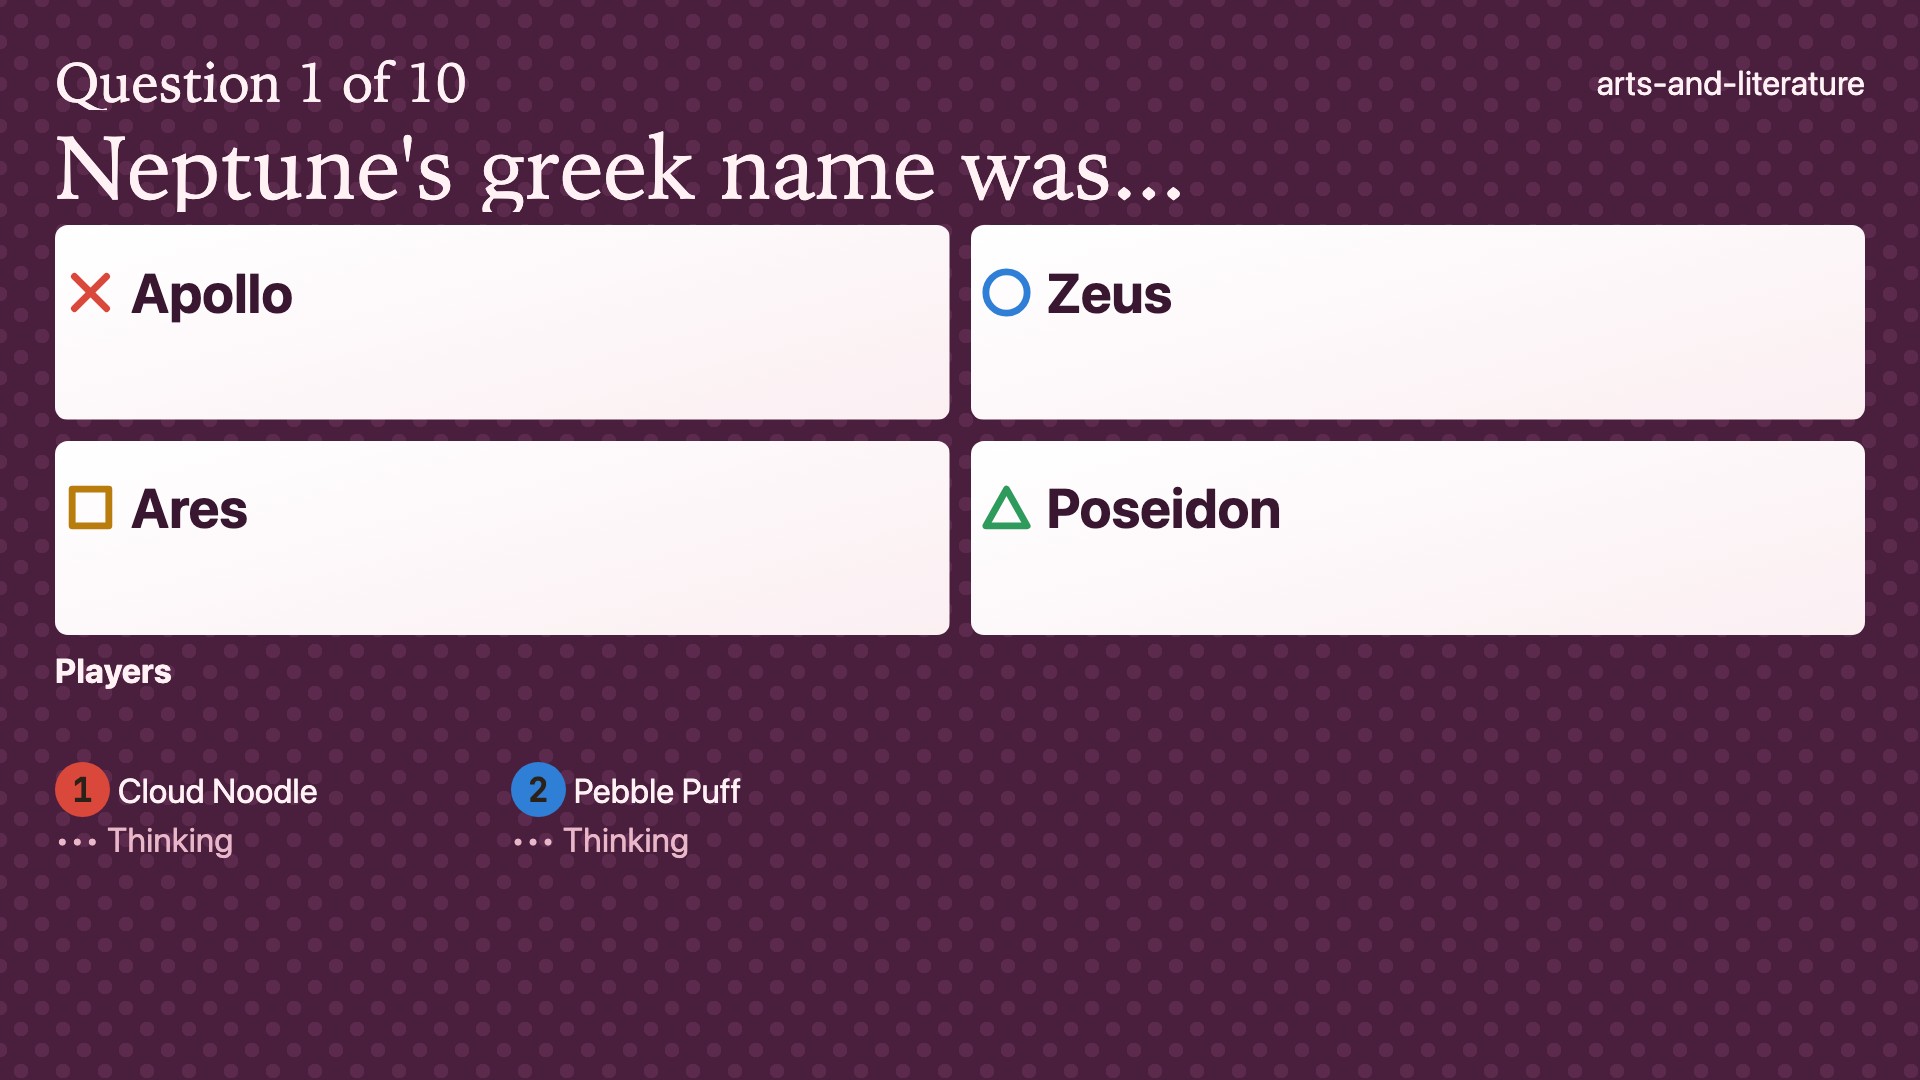 Question 1 of 10
arts-and-literature
Neptune's greek name was...
Apollo
Zeus
Ares
Poseidon
Players
1 Cloud Noodle
2 Pebble Puff
... Thinking
... Thinking